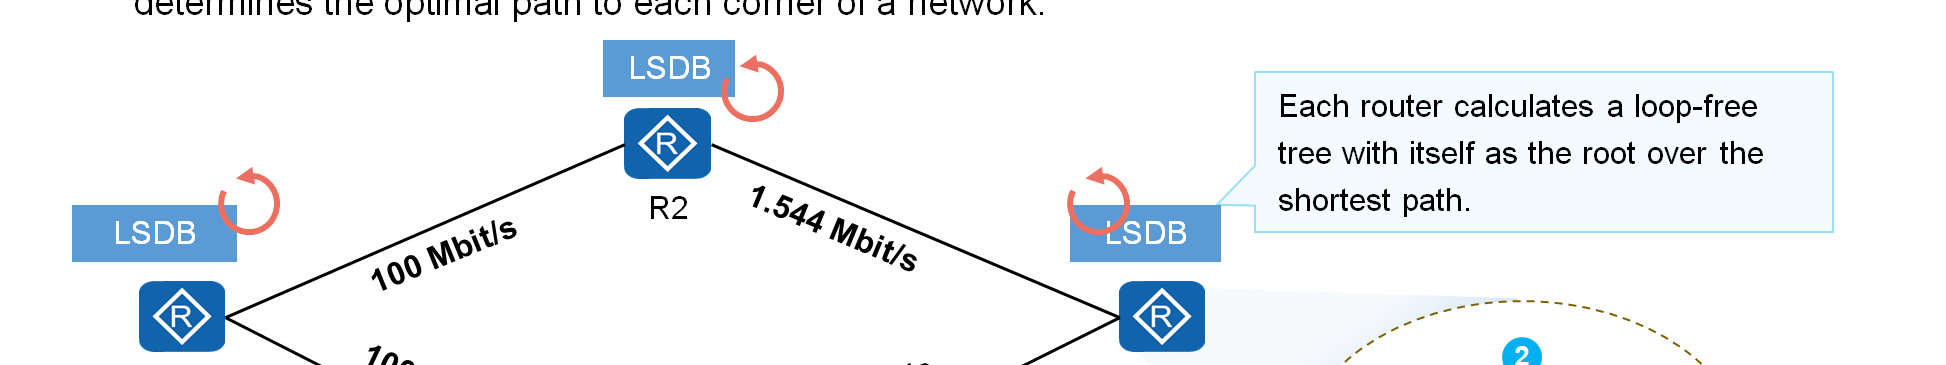 determines the optimal path to each corner of a network.
LSDB
R
R2
Each router calculates a loop-free
tree with itself as the root over the
shortest path.
LSDB
LSDB
100 Mbit/s
1.544 Mbit/s
R
R
2